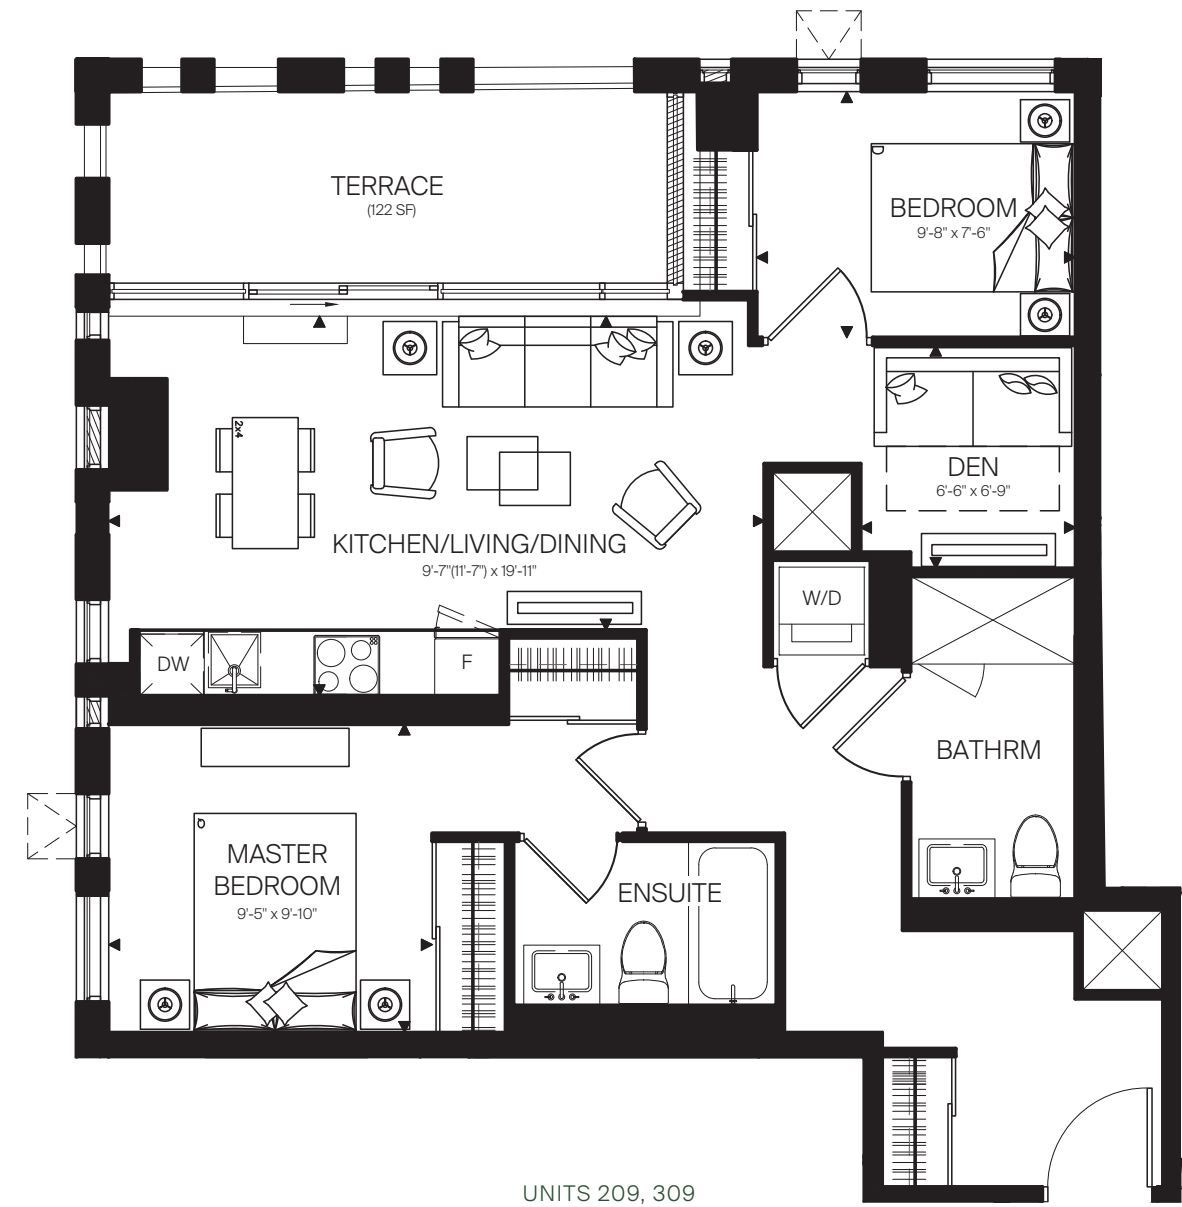 TERRACE
(122 SF)
BEDROOM
9'-8" x 7'-6"
2x4
DEN
6'-6" x 6'-9"
KITCHEN/LIVING/DINING
9'-7"(11'-7") x 19'-11"
W/D
DW
F
BATHRM
MASTER
BEDROOM
9'-5" x 9'-10"
ENSUITE
UNITS 209, 309